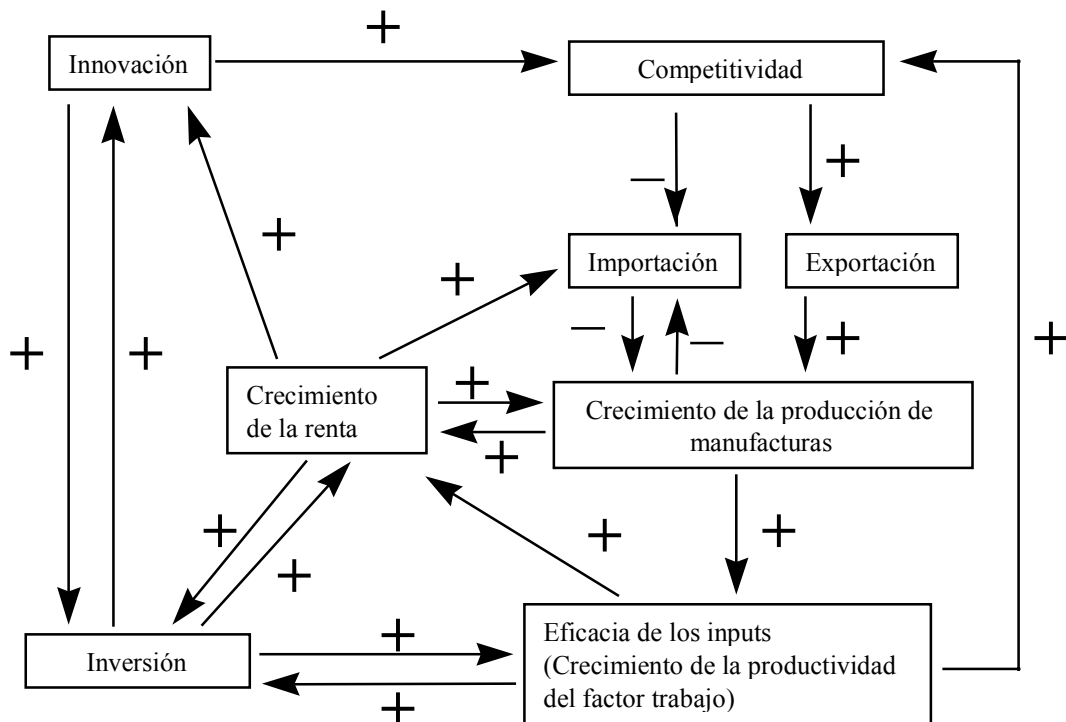 +
Innovación
Competitividad
—
+
+
+
Importación
Exportación
+
+
+
—
—
+
+
Crecimiento
de la renta
+
Crecimiento de la producción de
manufacturas
+
+
+
+
+
Inversión
+
+
Eficacia de los inputs
(Crecimiento de la productividad
del factor trabajo)